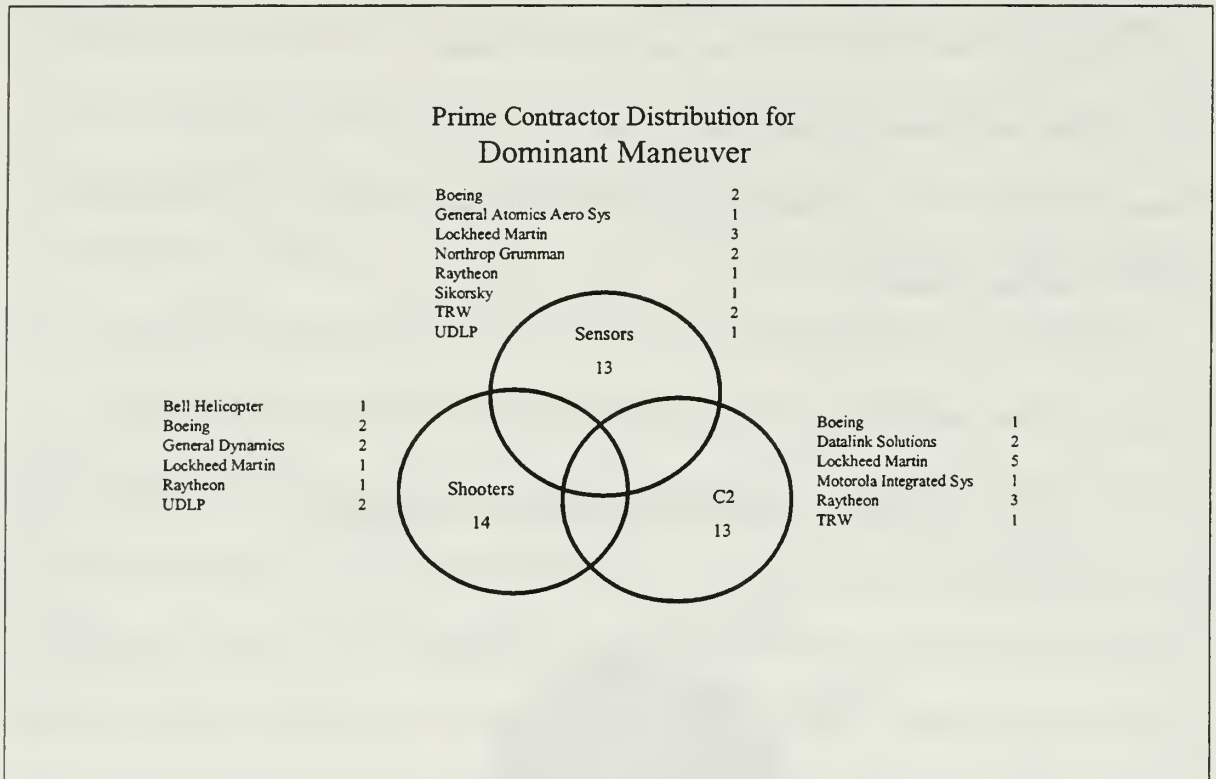 Prime Contractor Distribution for
Dominant Maneuver
Boeing 2
General Atomics Aero Sys 1
Lockheed Martin 3
Northrop Grumman 2
Raytheon 1
Sikorsky 1
TRW 2
UDLP 1
Sensors
13
Bell Helicopter 1
Boeing 2
General Dynamics 2
Lockheed Martin 1
Raytheon 1
UDLP 2
Shooters
14
C2
13
Boeing 1
Datalink Solutions 2
Lockheed Martin 5
Motorola Integrated Sys 1
Raytheon 3
TRW 1